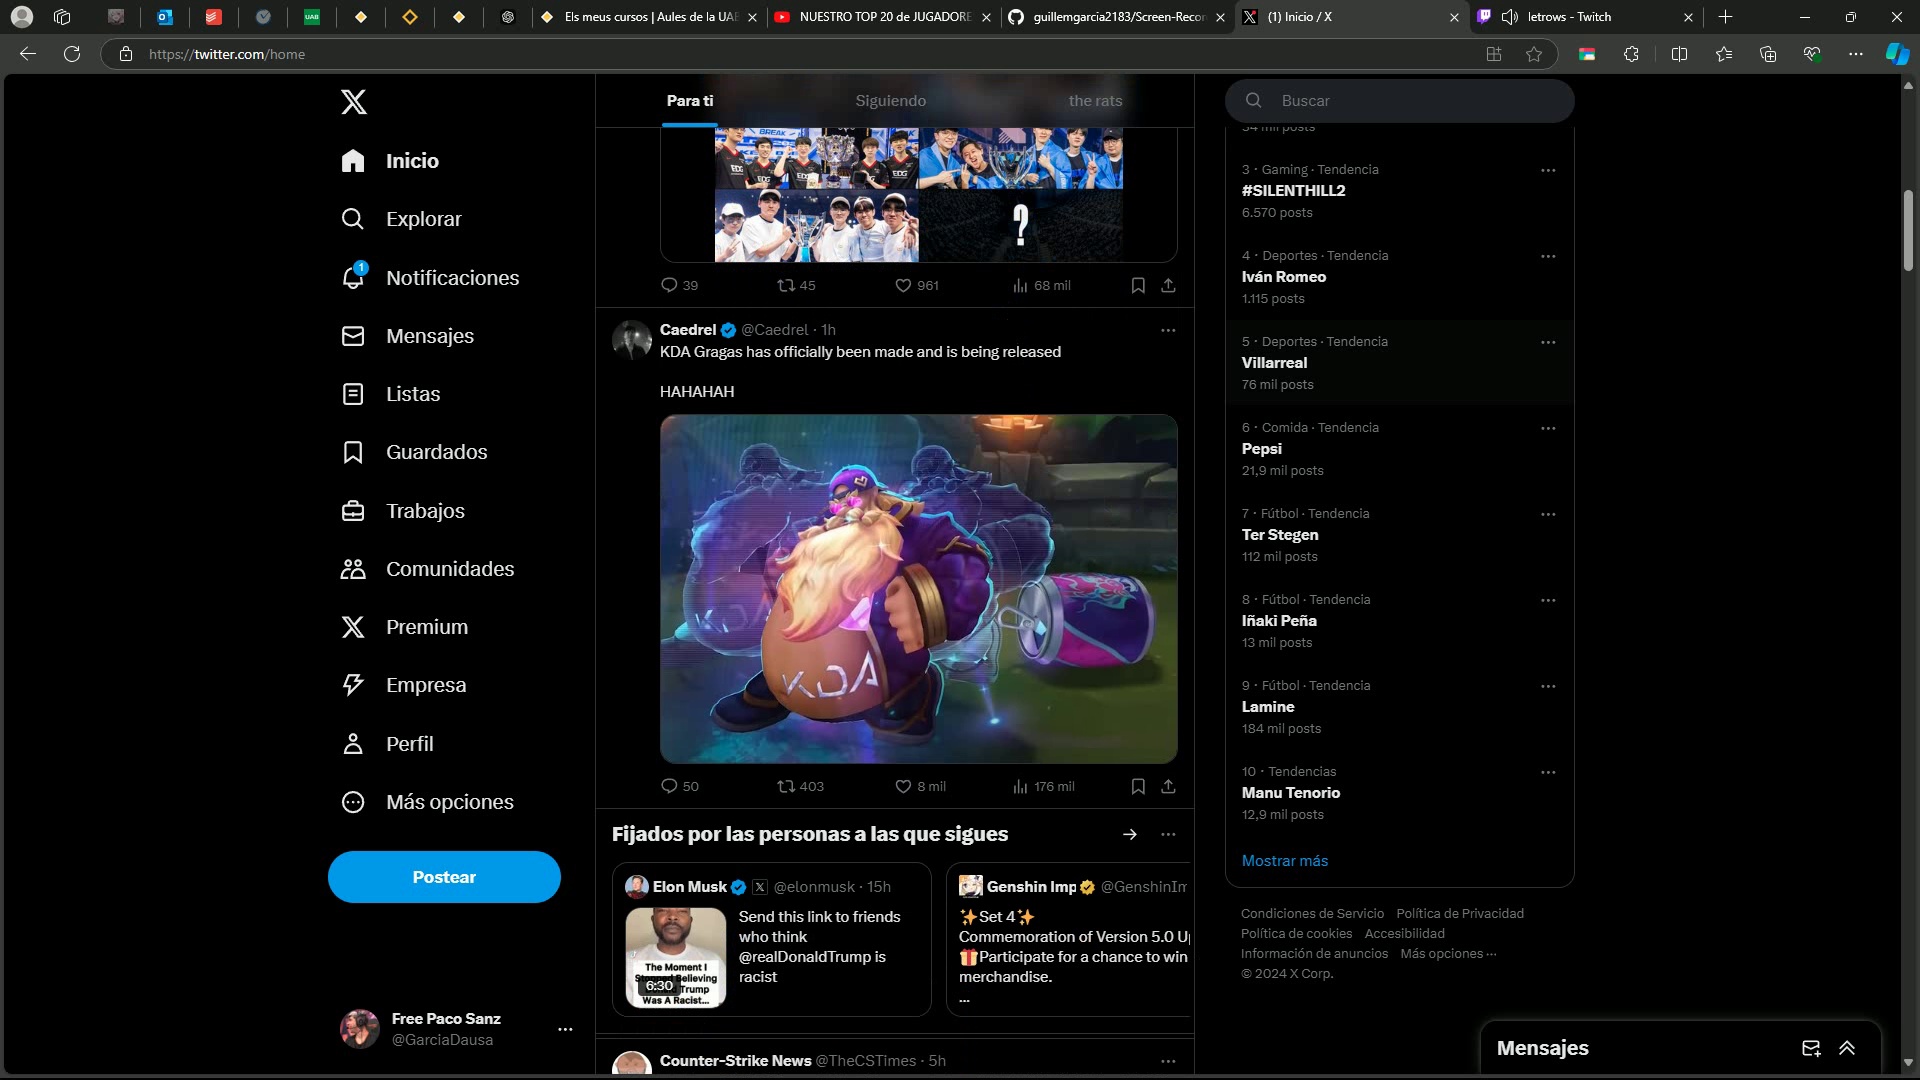 Els meus cursos | Aules de la UA
NUESTRO TOP 20 de JUGADORE
guillemgarcia2183/Screen-Recor
(1) Inicio / X
letrows - Twitch
https://twitter.com/home
Inicio
Explorar
1
Notificaciones
Mensajes
Listas
Guardados
Trabajos
Comunidades
Premium
Empresa
Perfil
Más opciones
Postear
Free Paco Sanz
@GarciaDausa
Para ti
Siguiendo
the rats
BREAK
EDG
EDG
?
39
45
961
68 mil
Caedrel @Caedrel · 1h
KDA Gragas has officially been made and is being released
HAHAHAH
KDA
50
403
8 mil
176 mil
Fijados por las personas a las que sigues
Elon Musk @elonmusk · 15h
Send this link to friends
who think
@realDonaldTrump is
racist
The Moment I
Stopped Believing
Trump
Was A Racist...
6:30
Genshin Imp @GenshinIm
✨Set 4✨
Commemoration of Version 5.0 Up
🎁Participate for a chance to win
merchandise.
...
Counter-Strike News @TheCSTimes · 5h
Buscar
34 mil posts
3 · Gaming · Tendencia
#SILENTHILL2
6.570 posts
4 · Deportes · Tendencia
Iván Romeo
1.115 posts
5 · Deportes · Tendencia
Villarreal
76 mil posts
6 · Comida · Tendencia
Pepsi
21,9 mil posts
7 · Fútbol · Tendencia
Ter Stegen
112 mil posts
8 · Fútbol · Tendencia
Iñaki Peña
13 mil posts
9 · Fútbol · Tendencia
Lamine
184 mil posts
10 · Tendencias
Manu Tenorio
12,9 mil posts
Mostrar más
Condiciones de Servicio Política de Privacidad
Política de cookies Accesibilidad
Información de anuncios Más opciones ···
© 2024 X Corp.
Mensajes